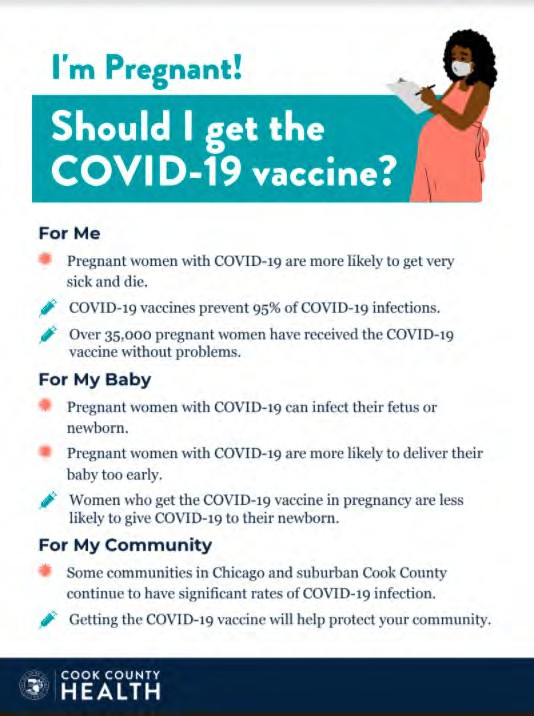 I'm Pregnant!
Should I get the
COVID-19 vaccine?
For Me
Pregnant women with COVID-19 are more likely to get very
sick and die.
COVID-19 vaccines prevent 95% of COVID-19 infections.
Over 35,000 pregnant women have received the COVID-19
vaccine without problems.
For My Baby
Pregnant women with COVID-19 can infect their fetus or
newborn.
Pregnant women with COVID-19 are more likely to deliver their
baby too early.
Women who get the COVID-19 vaccine in pregnancy are less
likely to give COVID-19 to their newborn.
For My Community
Some communities in Chicago and suburban Cook County
continue to have significant rates of COVID-19 infection.
Getting the COVID-19 vaccine will help protect your community.
COOK COUNTY
HEALTH